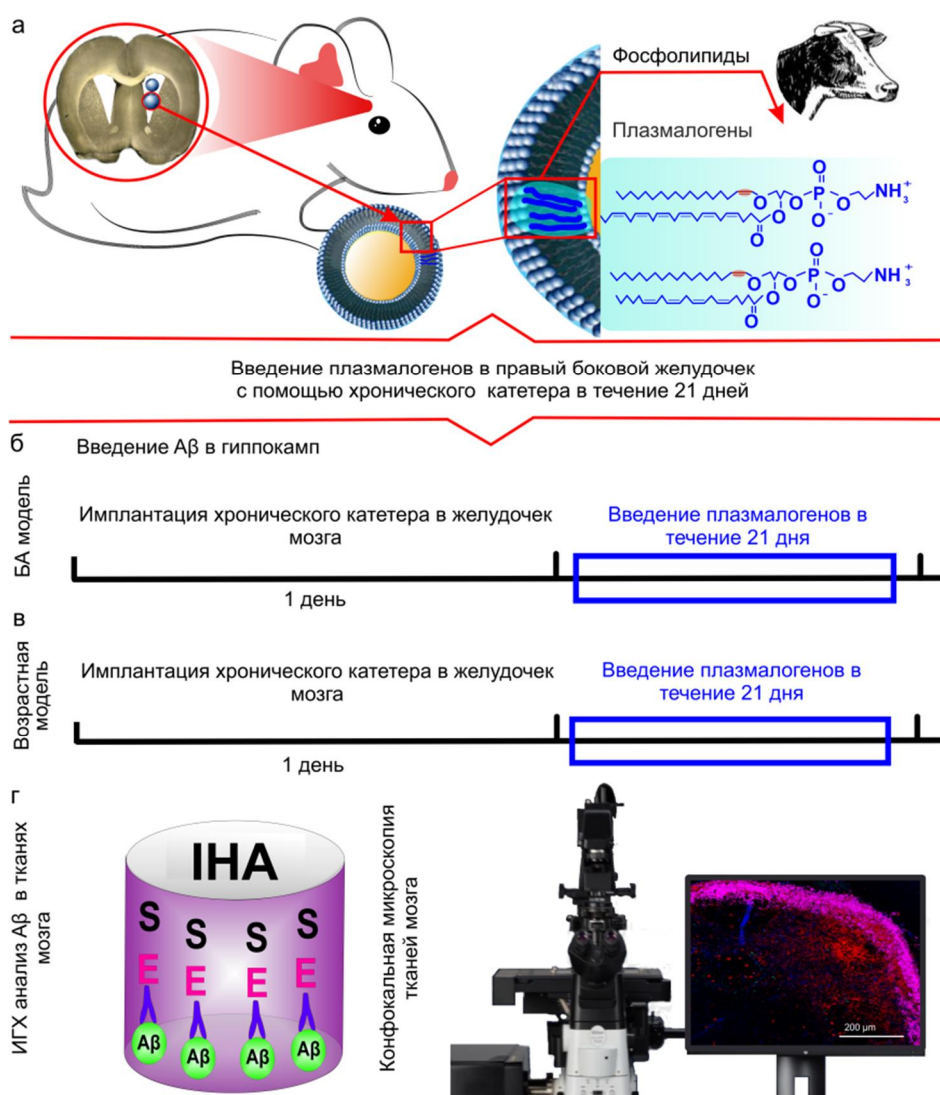 а
Фосфолипиды
Плазмалогены
O
O
O
P
O
O
O⁻
O
NH₃⁺
O
O
O
P
O
O
O⁻
O
NH₃⁺
Введение плазмалогенов в правый боковой желудочек
с помощью хронического катетера в течение 21 дней
б
Введение Aβ в гиппокамп
БА модель
Имплантация хронического катетера в желудочек
мозга
Введение плазмалогенов в
течение 21 дня
1 день
в
Возрастная
модель
Имплантация хронического катетера в желудочек
мозга
Введение плазмалогенов в
течение 21 дня
1 день
г
ИГХ анализ Aβ в тканях
мозга
IHA
S S S S
E E E E
Aβ Aβ Aβ Aβ
Конфокальная микроскопия
тканей мозга
200 µm